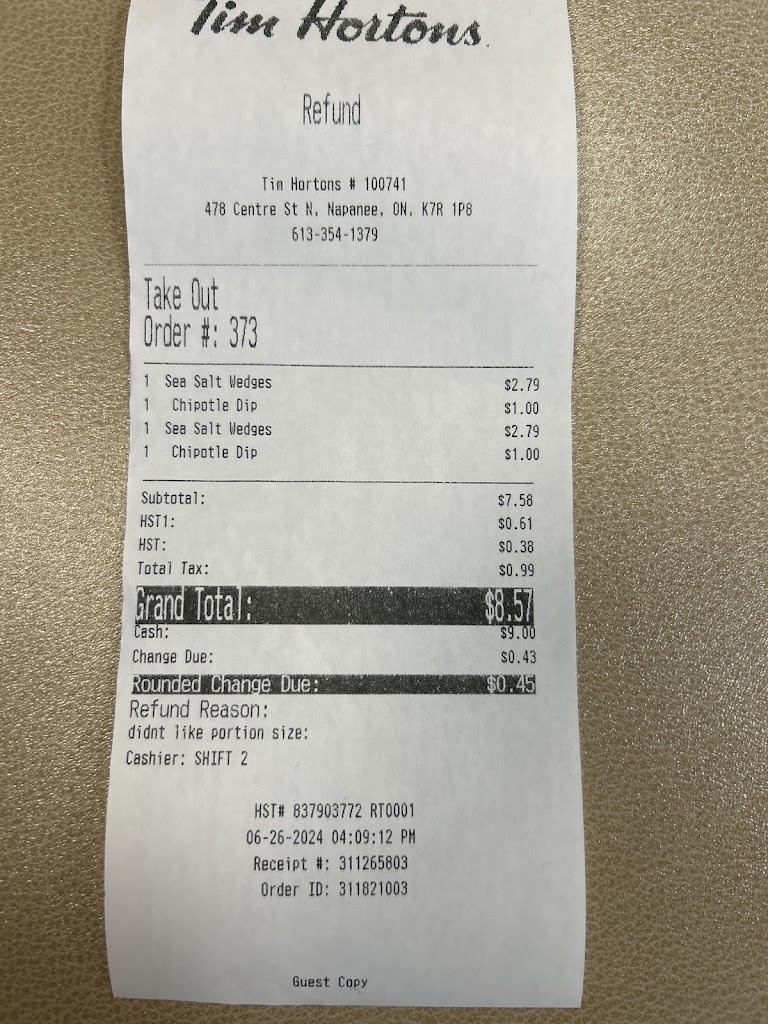 Tim Hortons
Refund
Tim Hortons # 100741
478 Centre St N, Napanee, ON, K7R 1P8
613-354-1379
Take Out
Order #: 373
1 Sea Salt Wedges $2.79
1 Chipotle Dip $1.00
1 Sea Salt Wedges $2.79
1 Chipotle Dip $1.00
Subtotal: $7.58
HST1: $0.61
HST: $0.38
Total Tax: $0.99
Grand Total: $8.57
Cash: $9.00
Change Due: $0.43
Rounded Change Due: $0.45
Refund Reason:
didnt like portion size:
Cashier: SHIFT 2
HST# 837903772 RT0001
06-26-2024 04:09:12 PM
Receipt #: 311265803
Order ID: 311821003
Guest Copy